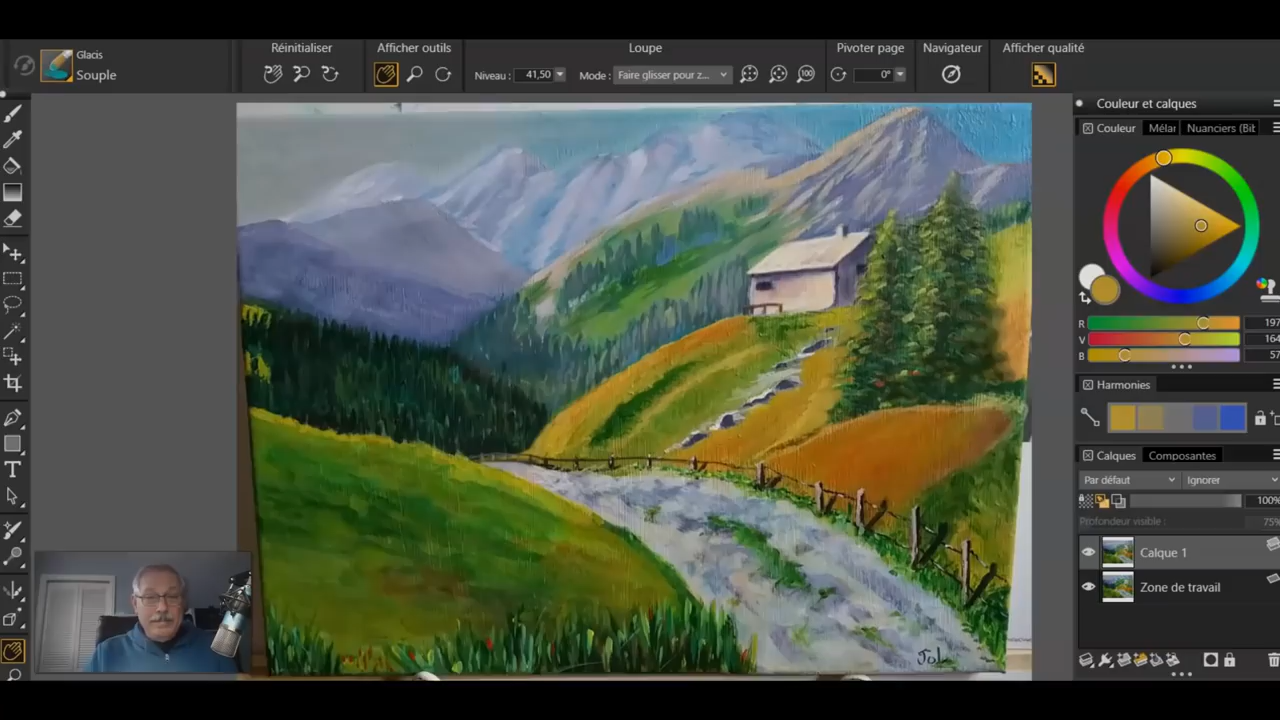 Glacis
Souple
Réinitialiser
Afficher outils
Loupe
Pivoter page
Navigateur
Afficher qualité
Niveau : 41,50
Mode : Faire glisser pour z...
0°
Couleur et calques
Couleur Mélar Nuanciers (Bib
R 197
V 164
B 57
Harmonies
Calques Composantes
Par défaut Ignorer
100%
Profondeur visible : 75%
Calque 1
Zone de travail
JoL